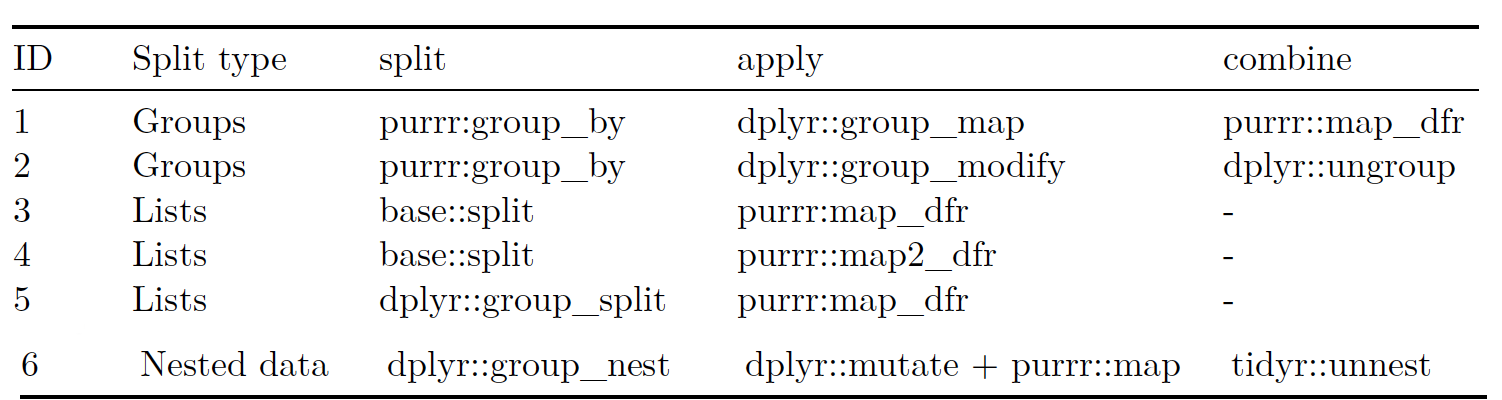 ID Split type split apply combine
1 Groups purrr:group_by dplyr::group_map purrr::map_dfr
2 Groups purrr:group_by dplyr::group_modify dplyr::ungroup
3 Lists base::split purrr:map_dfr -
4 Lists base::split purrr::map2_dfr -
5 Lists dplyr::group_split purrr:map_dfr -
6 Nested data dplyr::group_nest dplyr::mutate + purrr::map tidyr::unnest